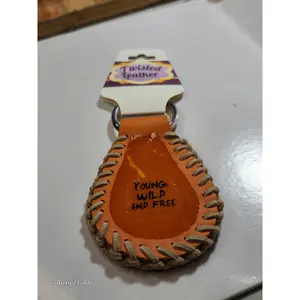 Twisted
Leather
YOUNG,
WILD
AND FREE